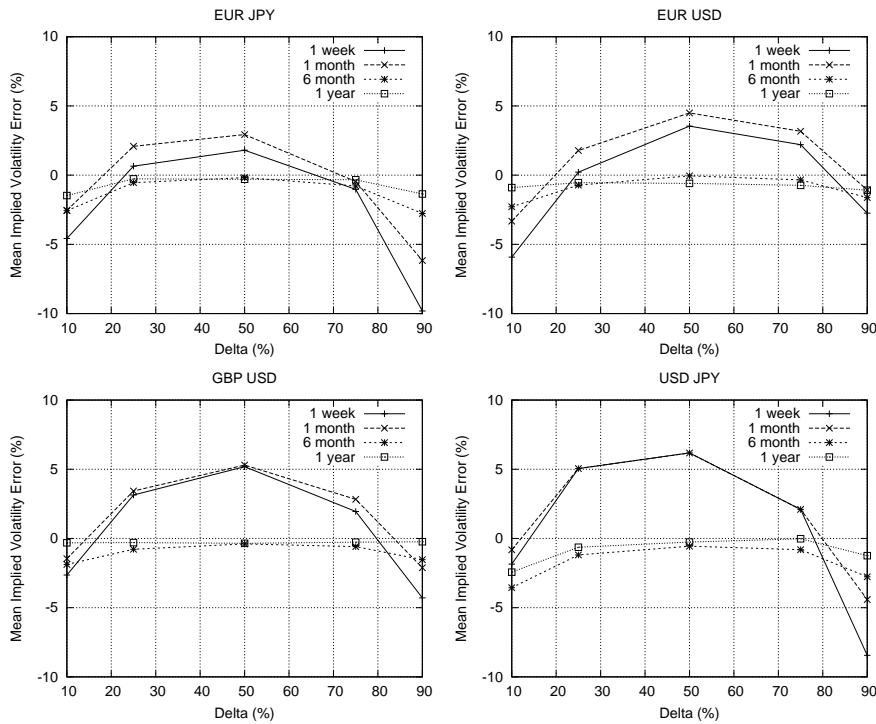 EUR JPY
10
5
0
-5
-10
Mean Implied Volatility Error (%)
1 week
1 month
6 month
1 year
10 20 30 40 50 60 70 80 90
Delta (%)
EUR USD
10
5
0
-5
-10
Mean Implied Volatility Error (%)
1 week
1 month
6 month
1 year
10 20 30 40 50 60 70 80 90
Delta (%)
GBP USD
10
5
0
-5
-10
Mean Implied Volatility Error (%)
1 week
1 month
6 month
1 year
10 20 30 40 50 60 70 80 90
Delta (%)
USD JPY
10
5
0
-5
-10
Mean Implied Volatility Error (%)
1 week
1 month
6 month
1 year
10 20 30 40 50 60 70 80 90
Delta (%)